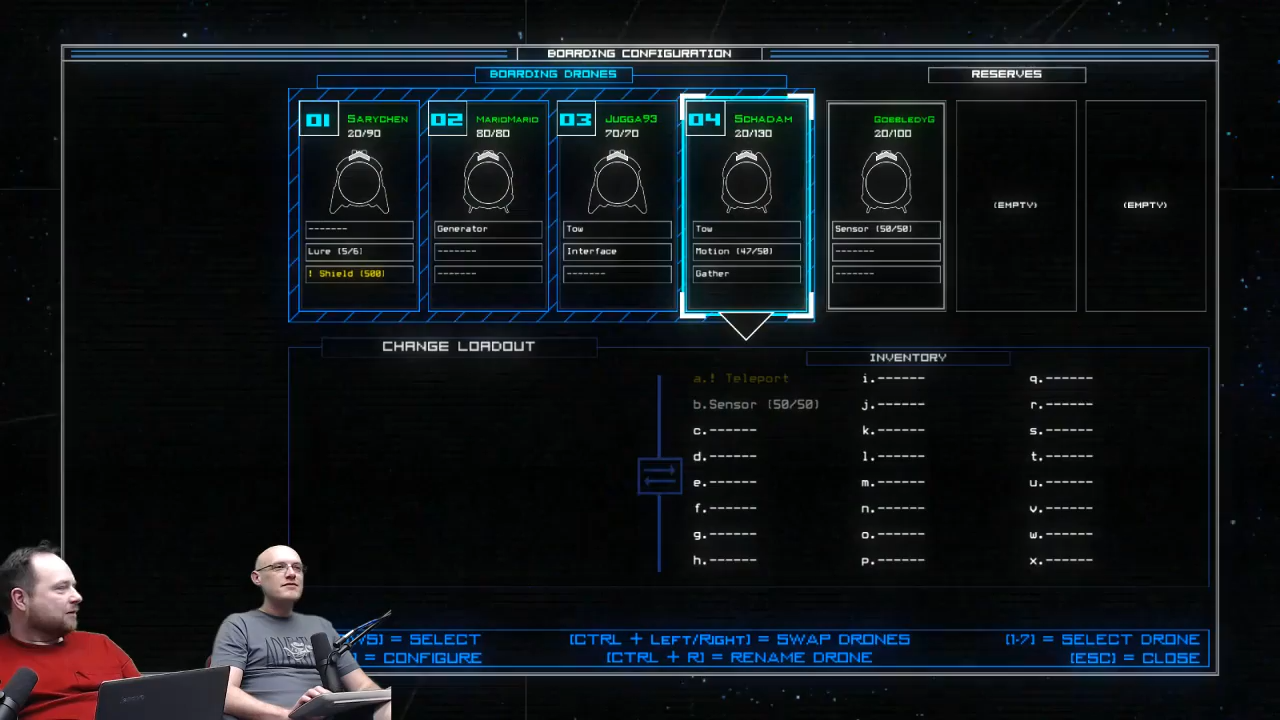 BOARDING CONFIGURATION
BOARDING DRONES
RESERVES
01 SARYCHEN
20/90
-------
Lure (5/6)
! Shield (500)
02 MARIOMARIO
80/80
Generator
-------
-------
03 JUGGA93
70/70
Tow
Interface
-------
04 SCHADAM
20/130
Tow
Motion (47/50)
Gather
GOBBLEDYG
20/100
Sensor (50/50)
-------
-------
(EMPTY)
(EMPTY)
CHANGE LOADOUT
INVENTORY
a.! Teleport
b.Sensor (50/50)
c.------
d.------
e.------
f.------
g.------
h.------
i.------
j.------
k.------
l.------
m.------
n.------
o.------
p.------
q.------
r.------
s.------
t.------
u.------
v.------
w.------
x.------
= SELECT
[CTRL + LEFT/RIGHT] = SWAP DRONES
[1-7] = SELECT DRONE
] = CONFIGURE
[CTRL + R] = RENAME DRONE
[ESC] = CLOSE